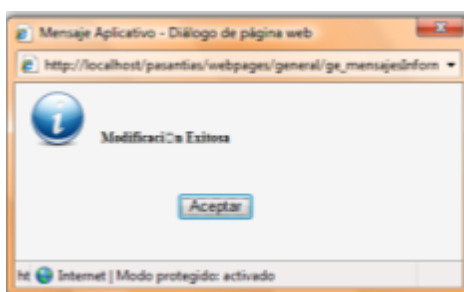 Mensaje Aplicativo - Diálogo de página web
http://localhost/pasantias/webpages/general/ge_mensajesInform
Modificaci□n Exitosa
Aceptar
ht Internet | Modo protegido: activado